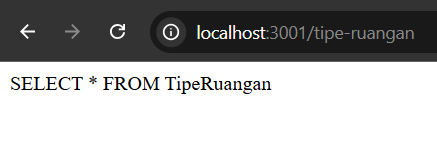 localhost:3001/tipe-ruangan
SELECT * FROM TipeRuangan